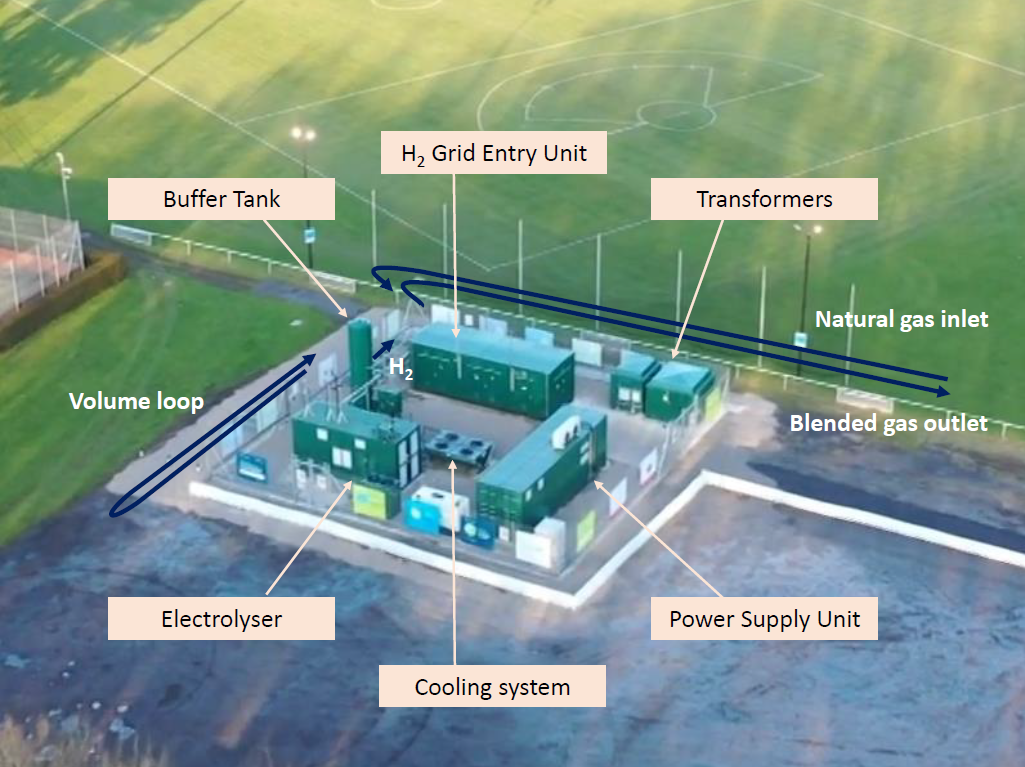 H₂ Grid Entry Unit
Buffer Tank
Transformers
Natural gas inlet
H₂
Volume loop
Blended gas outlet
Electrolyser
Power Supply Unit
Cooling system